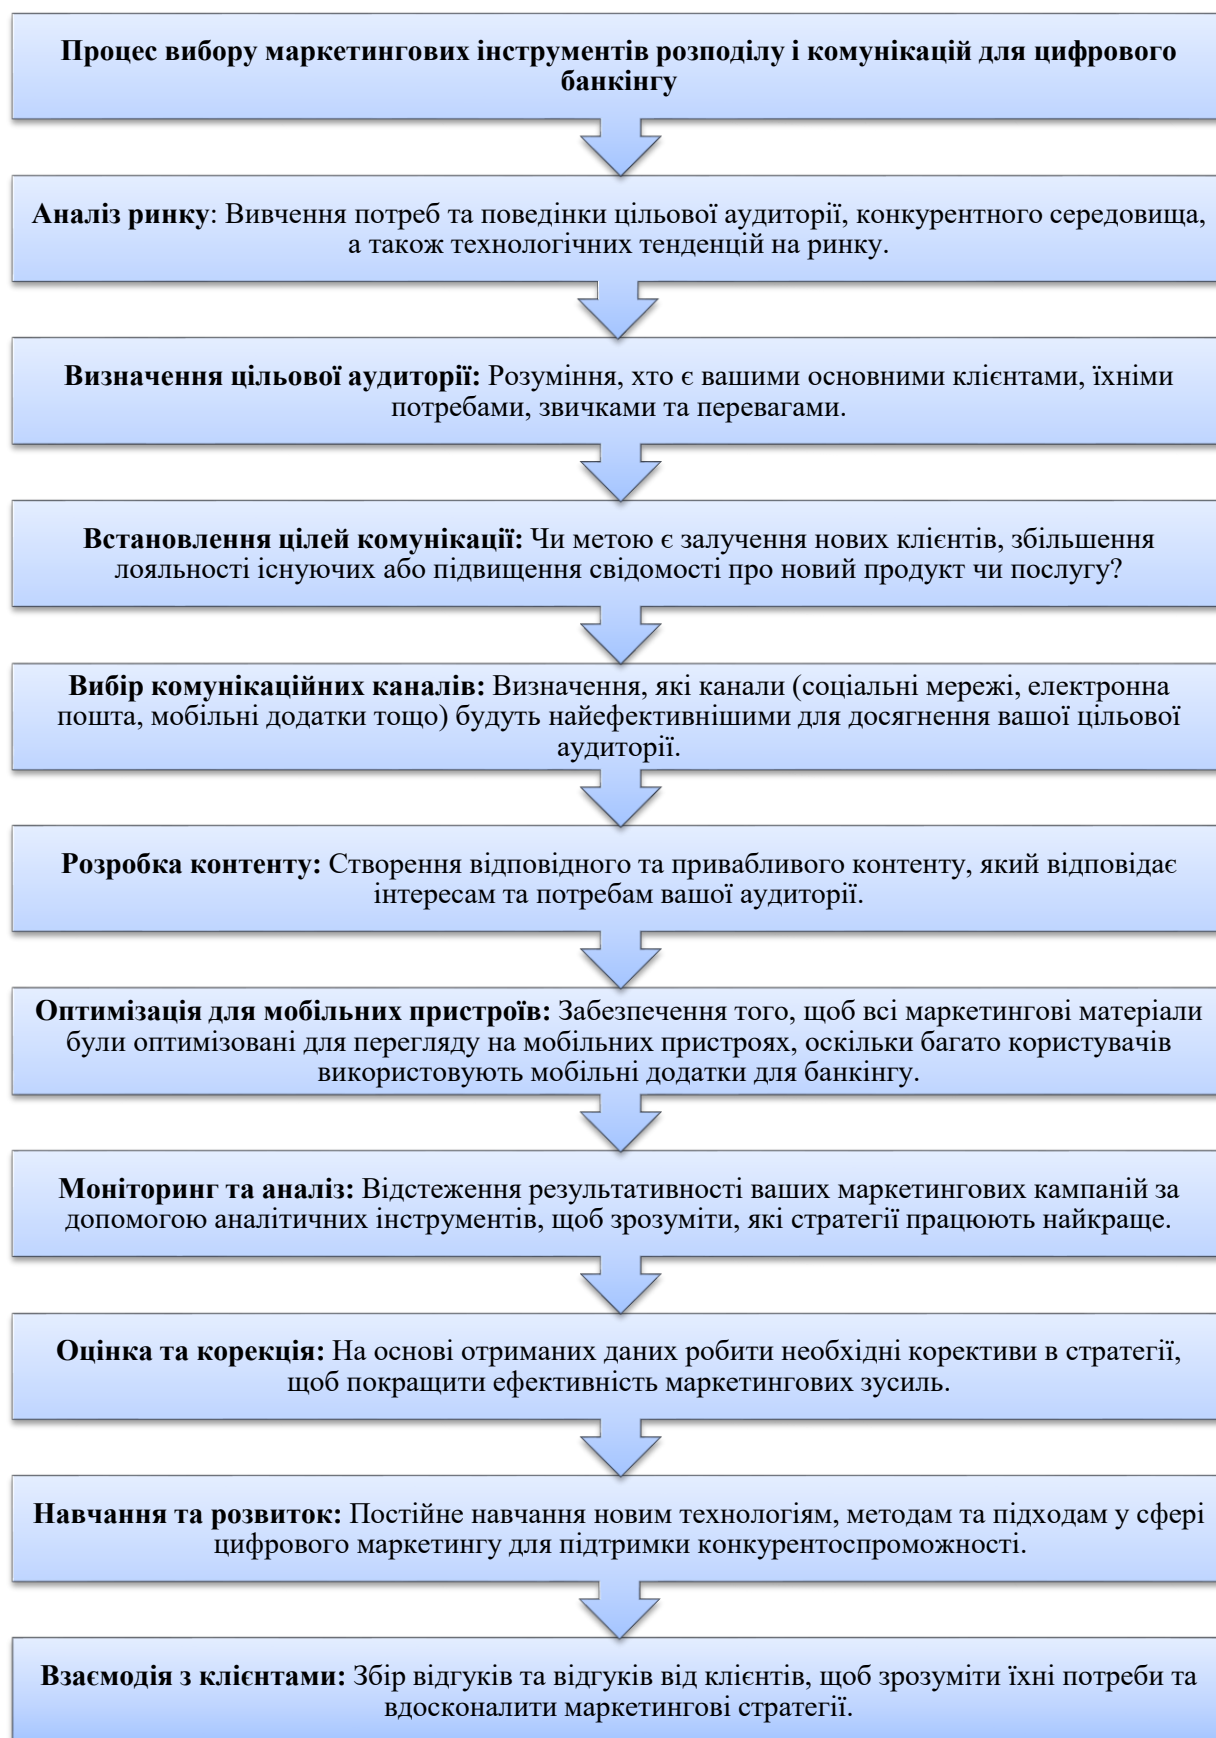 Процес вибору маркетингових інструментів розподілу і комунікацій для цифрового
банкінгу
Аналіз ринку: Вивчення потреб та поведінки цільової аудиторії, конкурентного середовища,
а також технологічних тенденцій на ринку.
Визначення цільової аудиторії: Розуміння, хто є вашими основними клієнтами, їхніми
потребами, звичками та перевагами.
Встановлення цілей комунікації: Чи метою є залучення нових клієнтів, збільшення
лояльності існуючих або підвищення свідомості про новий продукт чи послугу?
Вибір комунікаційних каналів: Визначення, які канали (соціальні мережі, електронна
пошта, мобільні додатки тощо) будуть найефективнішими для досягнення вашої цільової
аудиторії.
Розробка контенту: Створення відповідного та привабливого контенту, який відповідає
інтересам та потребам вашої аудиторії.
Оптимізація для мобільних пристроїв: Забезпечення того, щоб всі маркетингові матеріали
були оптимізовані для перегляду на мобільних пристроях, оскільки багато користувачів
використовують мобільні додатки для банкінгу.
Моніторинг та аналіз: Відстеження результативності ваших маркетингових кампаній за
допомогою аналітичних інструментів, щоб зрозуміти, які стратегії працюють найкраще.
Оцінка та корекція: На основі отриманих даних робити необхідні корективи в стратегії,
щоб покращити ефективність маркетингових зусиль.
Навчання та розвиток: Постійне навчання новим технологіям, методам та підходам у сфері
цифрового маркетингу для підтримки конкурентоспроможності.
Взаємодія з клієнтами: Збір відгуків та відгуків від клієнтів, щоб зрозуміти їхні потреби та
вдосконалити маркетингові стратегії.